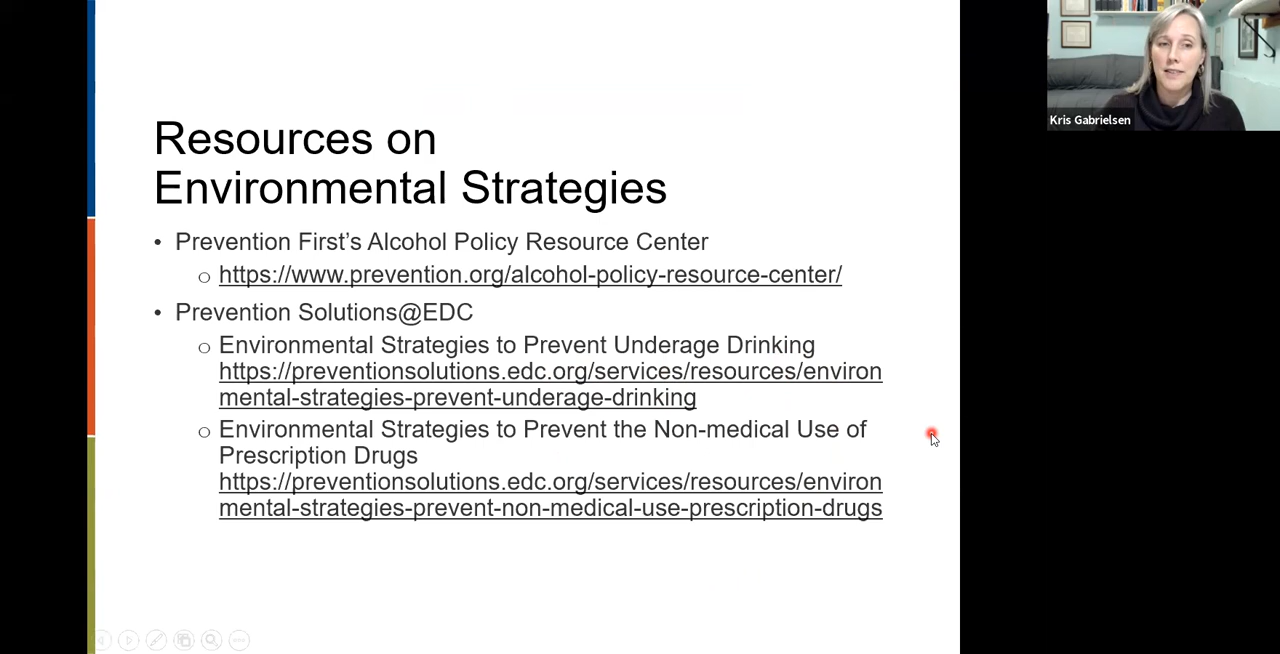 Resources on
Environmental Strategies
• Prevention First’s Alcohol Policy Resource Center
o https://www.prevention.org/alcohol-policy-resource-center/
• Prevention Solutions@EDC
o Environmental Strategies to Prevent Underage Drinking
https://preventionsolutions.edc.org/services/resources/environ
mental-strategies-prevent-underage-drinking
o Environmental Strategies to Prevent the Non-medical Use of
Prescription Drugs
https://preventionsolutions.edc.org/services/resources/environ
mental-strategies-prevent-non-medical-use-prescription-drugs
Kris Gabrielsen